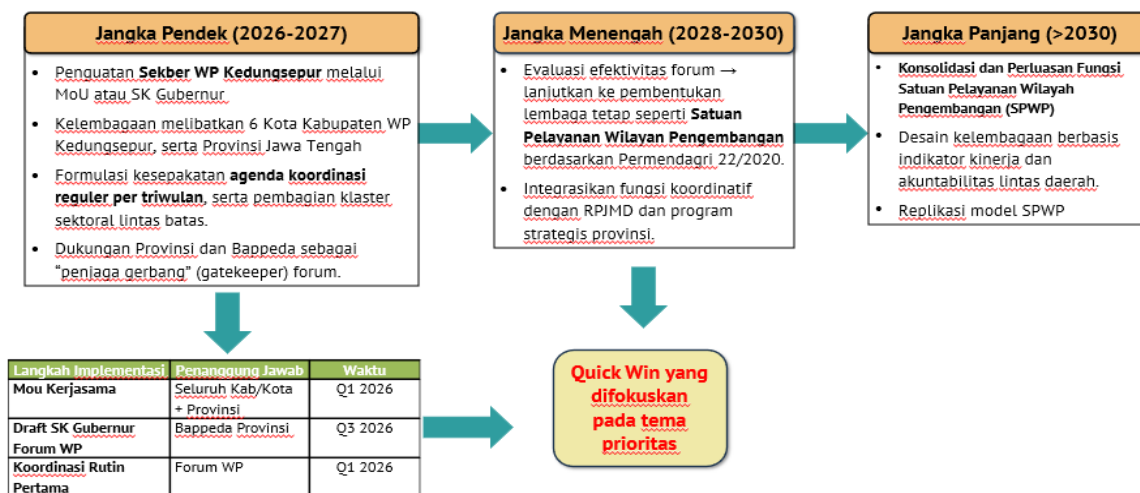 Jangka Pendek (2026-2027)
• Penguatan Sekber WP Kedungsepur melalui
MoU atau SK Gubernur
• Kelembagaan melibatkan 6 Kota Kabupaten WP
Kedungsepur, serta Provinsi Jawa Tengah
• Formulasi kesepakatan agenda koordinasi
reguler per triwulan, serta pembagian klaster
sektoral lintas batas.
• Dukungan Provinsi dan Bappeda sebagai
“penjaga gerbang” (gatekeeper) forum.
Jangka Menengah (2028-2030)
• Evaluasi efektivitas forum →
lanjutkan ke pembentukan
lembaga tetap seperti Satuan
Pelayanan Wilayan Pengembangan
berdasarkan Permendagri 22/2020.
• Integrasikan fungsi koordinatif
dengan RPJMD dan program
strategis provinsi.
Jangka Panjang (>2030)
• Konsolidasi dan Perluasan Fungsi
Satuan Pelayanan Wilayah
Pengembangan (SPWP)
• Desain kelembagaan berbasis
indikator kinerja dan
akuntabilitas lintas daerah.
• Replikasi model SPWP
Langkah Implementasi Penanggung Jawab Waktu
Mou Kerjasama Seluruh Kab/Kota Q1 2026
+ Provinsi
Draft SK Gubernur Bappeda Provinsi Q3 2026
Forum WP
Koordinasi Rutin Forum WP Q1 2026
Pertama
Quick Win yang
difokuskan
pada tema
prioritas